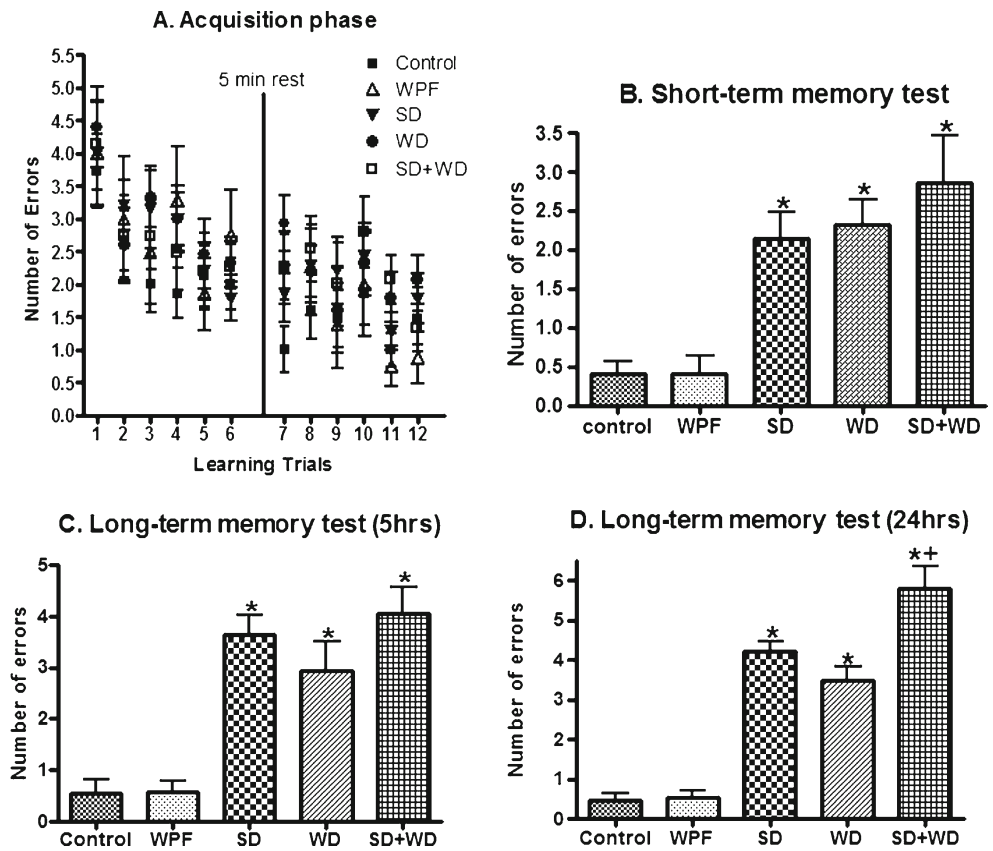 A. Acquisition phase
5.5
5.0
4.5
4.0
3.5
3.0
2.5
2.0
1.5
1.0
0.5
0.0
Number of Errors
5 min rest
Control
WPF
SD
WD
SD+WD
1 2 3 4 5 6 7 8 9 10 11 12
Learning Trials
B. Short-term memory test
3.5
3.0
2.5
2.0
1.5
1.0
0.5
0.0
Number of errors
* * *
control WPF SD WD SD+WD
C. Long-term memory test (5hrs)
5
4
3
2
1
0
Number of errors
* * *
Control WPF SD WD SD+WD
D. Long-term memory test (24hrs)
6
5
4
3
2
1
0
Number of errors
* * *+
Control WPF SD WD SD+WD